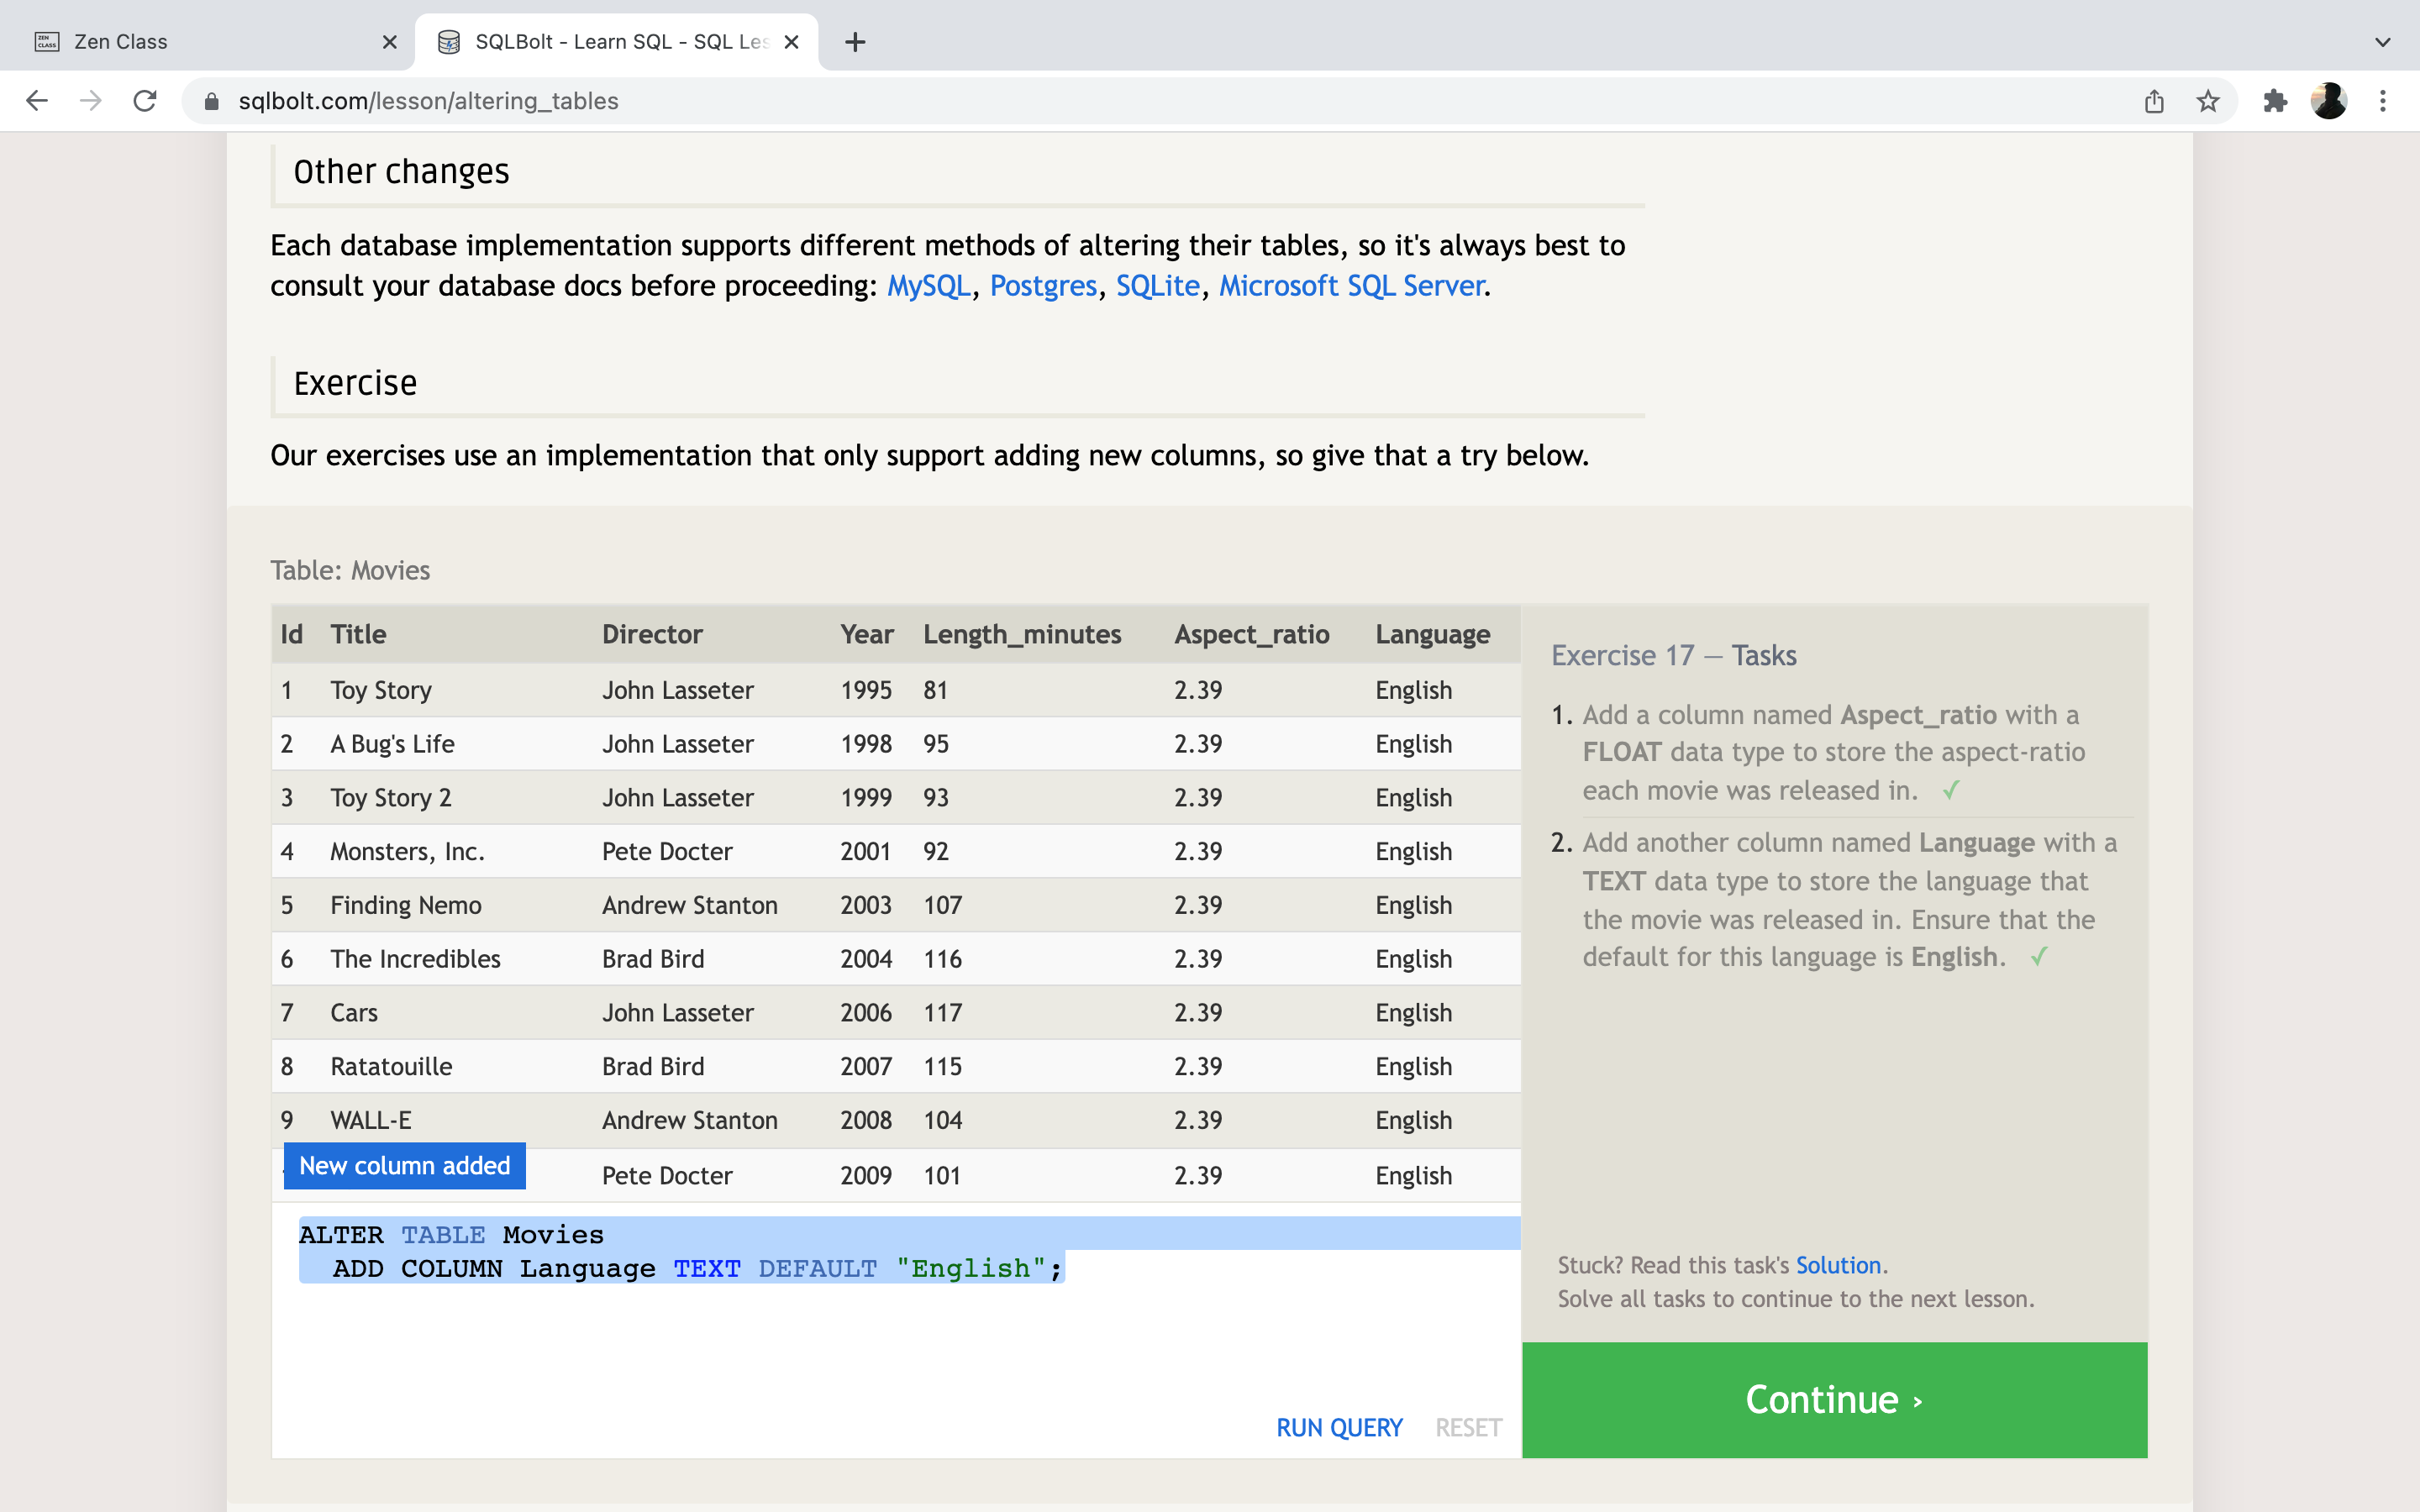 Zen Class
SQLBolt - Learn SQL - SQL Les
sqlbolt.com/lesson/altering_tables
Other changes
Each database implementation supports different methods of altering their tables, so it's always best to
consult your database docs before proceeding: MySQL, Postgres, SQLite, Microsoft SQL Server.
Exercise
Our exercises use an implementation that only support adding new columns, so give that a try below.
Table: Movies
Id Title Director Year Length_minutes Aspect_ratio Language
1 Toy Story John Lasseter 1995 81 2.39 English
2 A Bug's Life John Lasseter 1998 95 2.39 English
3 Toy Story 2 John Lasseter 1999 93 2.39 English
4 Monsters, Inc. Pete Docter 2001 92 2.39 English
5 Finding Nemo Andrew Stanton 2003 107 2.39 English
6 The Incredibles Brad Bird 2004 116 2.39 English
7 Cars John Lasseter 2006 117 2.39 English
8 Ratatouille Brad Bird 2007 115 2.39 English
9 WALL-E Andrew Stanton 2008 104 2.39 English
New column added
Pete Docter 2009 101 2.39 English
ALTER TABLE Movies
ADD COLUMN Language TEXT DEFAULT "English";
RUN QUERY RESET
Exercise 17 — Tasks
1. Add a column named Aspect_ratio with a
FLOAT data type to store the aspect-ratio
each movie was released in. ✓
2. Add another column named Language with a
TEXT data type to store the language that
the movie was released in. Ensure that the
default for this language is English. ✓
Stuck? Read this task's Solution.
Solve all tasks to continue to the next lesson.
Continue ›